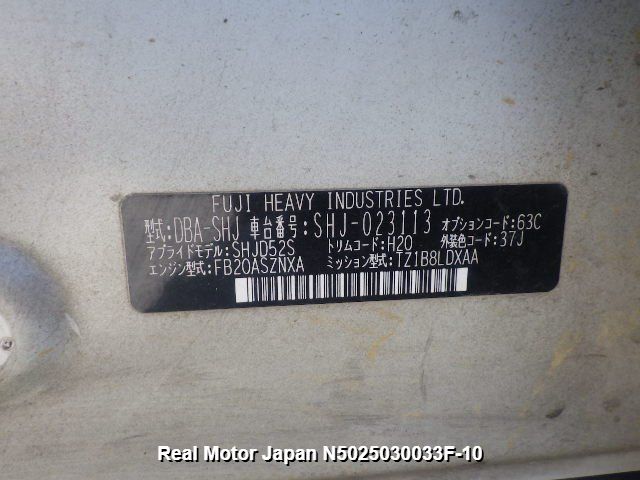 FUJI HEAVY INDUSTRIES LTD.
型式:DBA-SHJ 車台番号:SHJ-023113 オプションコード:63C
アプライドモデル:SHJD52S トリムコード:H20 外装色コード:37J
エンジン型式:FB20ASZNXA ミッション型式:TZ1B8LDXAA
Real Motor Japan N5025030033F-10